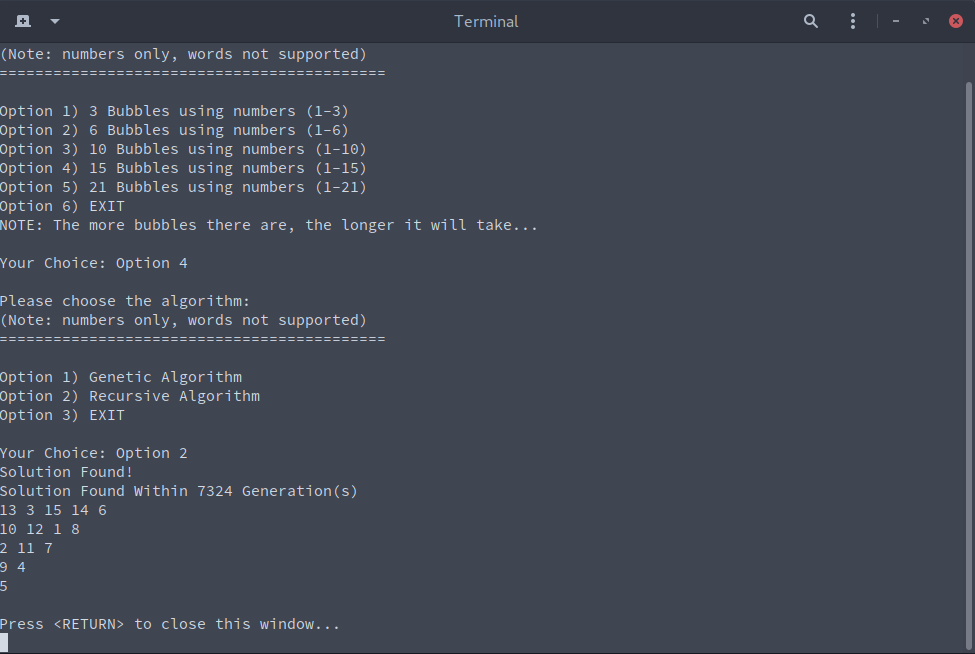 Terminal
(Note: numbers only, words not supported)
===========================================
Option 1) 3 Bubbles using numbers (1-3)
Option 2) 6 Bubbles using numbers (1-6)
Option 3) 10 Bubbles using numbers (1-10)
Option 4) 15 Bubbles using numbers (1-15)
Option 5) 21 Bubbles using numbers (1-21)
Option 6) EXIT
NOTE: The more bubbles there are, the longer it will take...
Your Choice: Option 4
Please choose the algorithm:
(Note: numbers only, words not supported)
===========================================
Option 1) Genetic Algorithm
Option 2) Recursive Algorithm
Option 3) EXIT
Your Choice: Option 2
Solution Found!
Solution Found Within 7324 Generation(s)
13 3 15 14 6
10 12 1 8
2 11 7
9 4
5
Press <RETURN> to close this window...